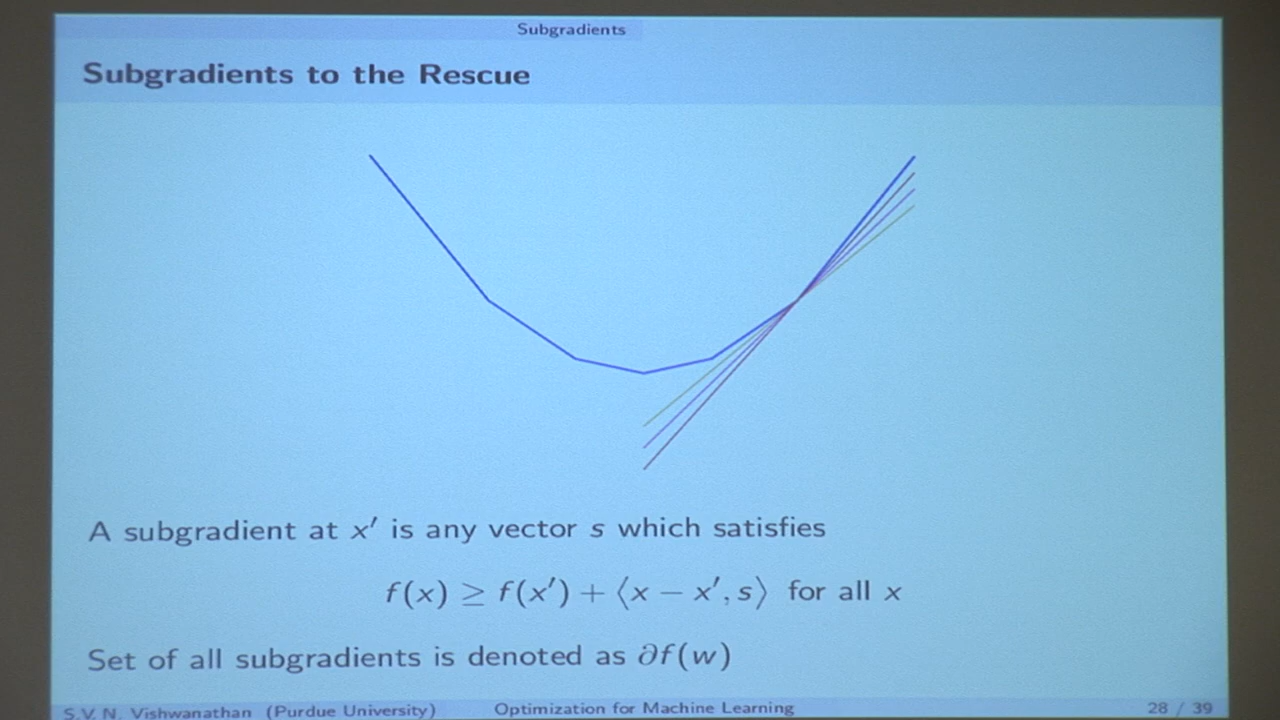 Subgradients
Subgradients to the Rescue
A subgradient at x′ is any vector s which satisfies
f(x) ≥ f(x′) + ⟨x − x′, s⟩ for all x
Set of all subgradients is denoted as ∂f(w)
S.V.N. Vishwanathan (Purdue University) Optimization for Machine Learning 28 / 39